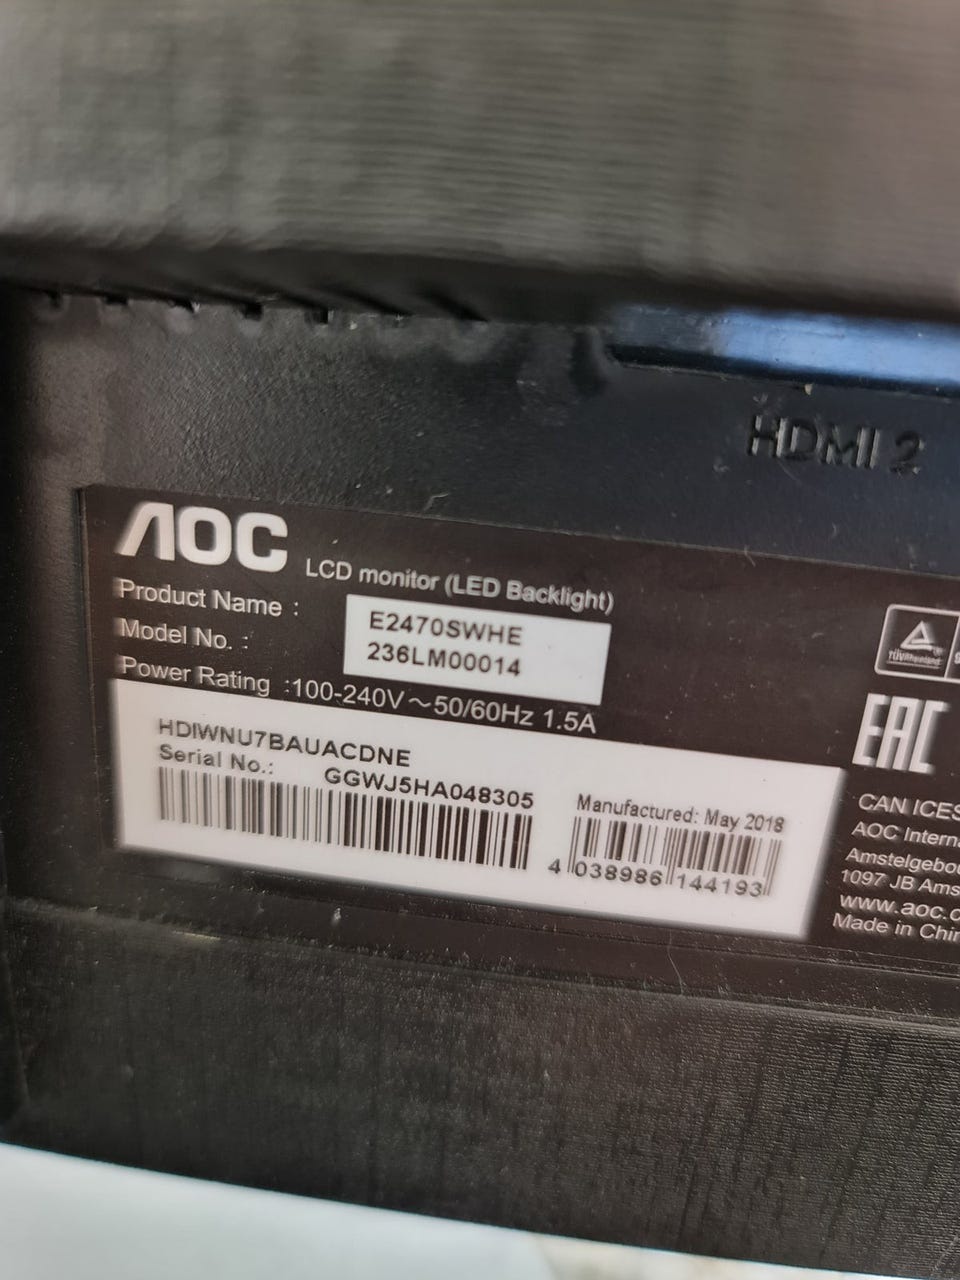 HDMI 2
AOC LCD monitor (LED Backlight)
Product Name : E2470SWHE
Model No. : 236LM00014
Power Rating :100-240V～50/60Hz 1.5A
HDIWNU7BAUACDNE
Serial No.: GGWJ5HA048305
Manufactured: May 2018
4 038986 144193
TÜVRheinland
EAC
CAN ICES
AOC Interna
Amstelgebou
1097 JB Ams
www.aoc.c
Made in Chin